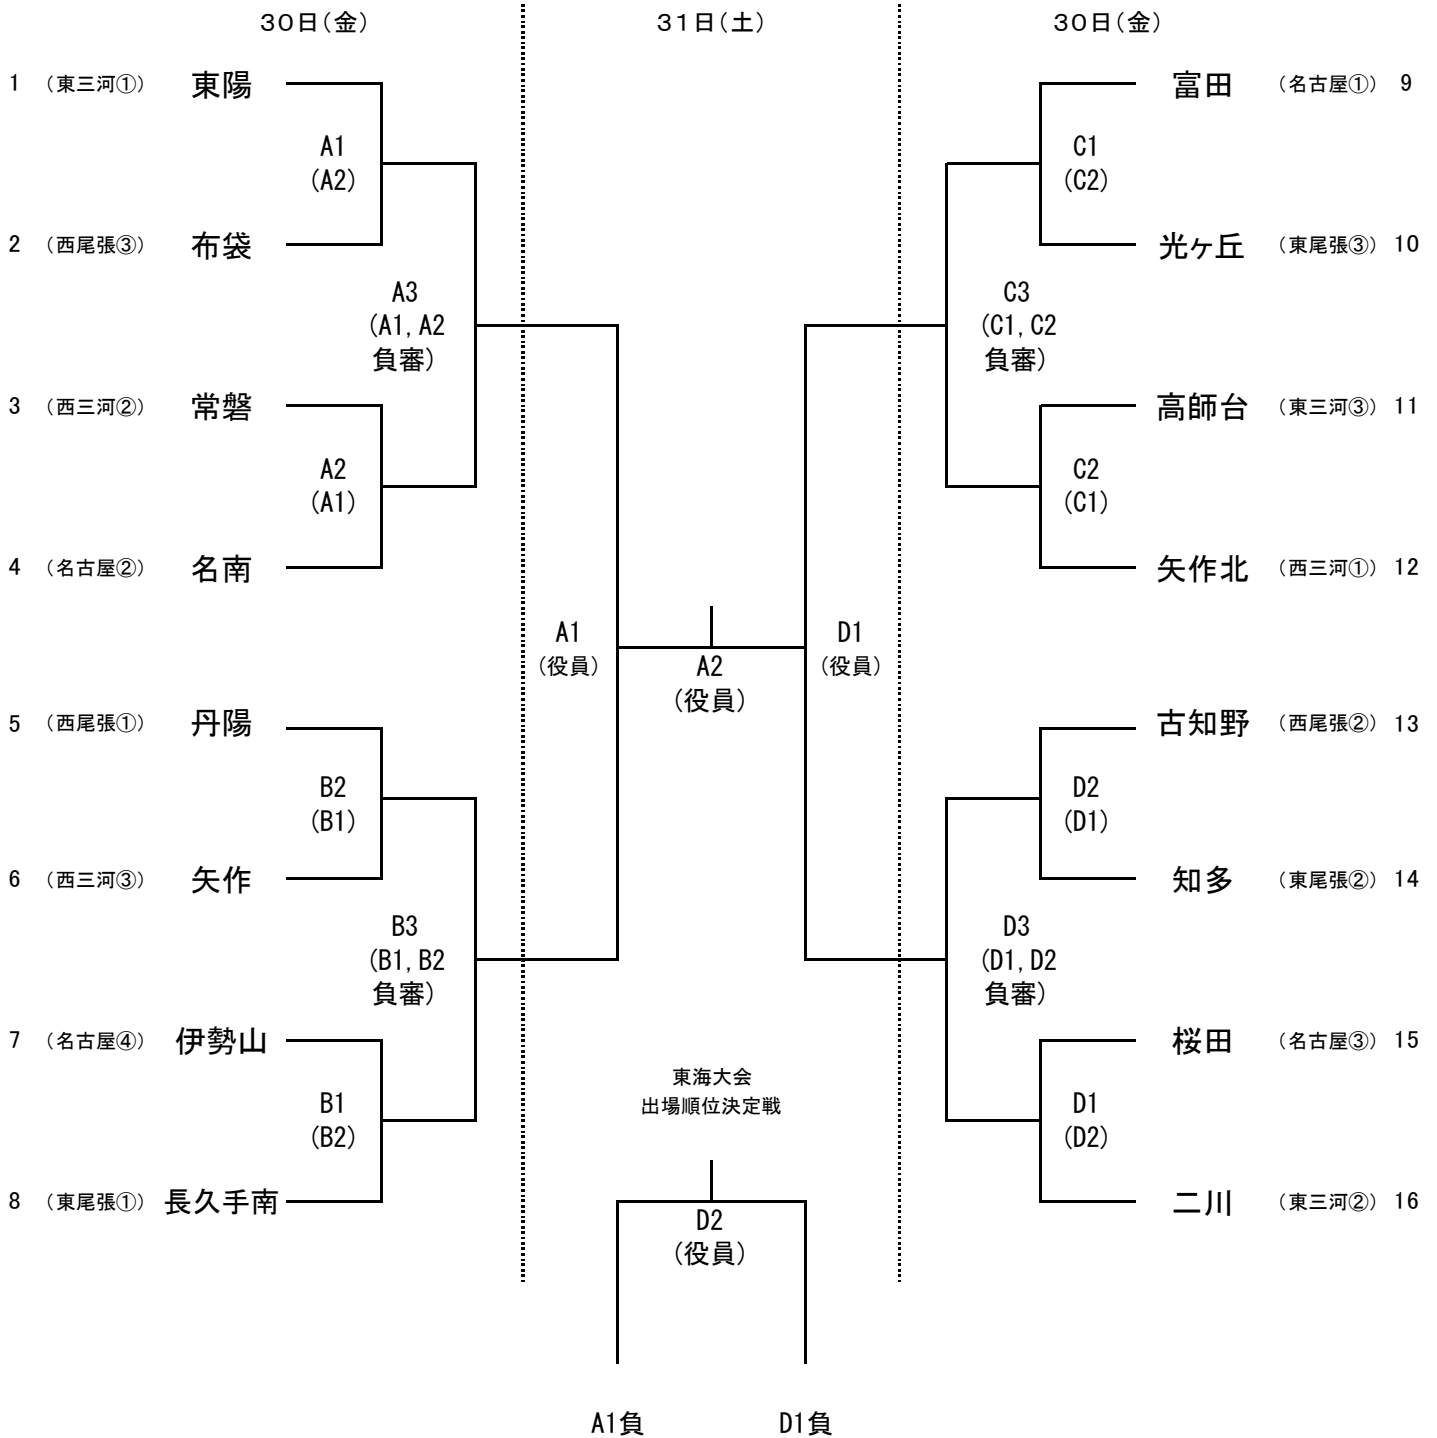 30日（金）
31日（土）
30日（金）
1 （東三河①） 東陽
A1
（A2）
2 （西尾張③） 布袋
A3
（A1, A2
負審）
3 （西三河②） 常磐
A2
（A1）
4 （名古屋②） 名南
5 （西尾張①） 丹陽
B2
（B1）
6 （西三河③） 矢作
B3
（B1, B2
負審）
7 （名古屋④） 伊勢山
B1
（B2）
8 （東尾張①） 長久手南
A1
（役員）
A2
（役員）
D1
（役員）
東海大会
出場順位決定戦
D2
（役員）
A1負
D1負
富田 （名古屋①） 9
C1
（C2）
光ヶ丘 （東尾張③） 10
C3
（C1, C2
負審）
高師台 （東三河③） 11
C2
（C1）
矢作北 （西三河①） 12
古知野 （西尾張②） 13
D2
（D1）
知多 （東尾張②） 14
D3
（D1, D2
負審）
桜田 （名古屋③） 15
D1
（D2）
二川 （東三河②） 16